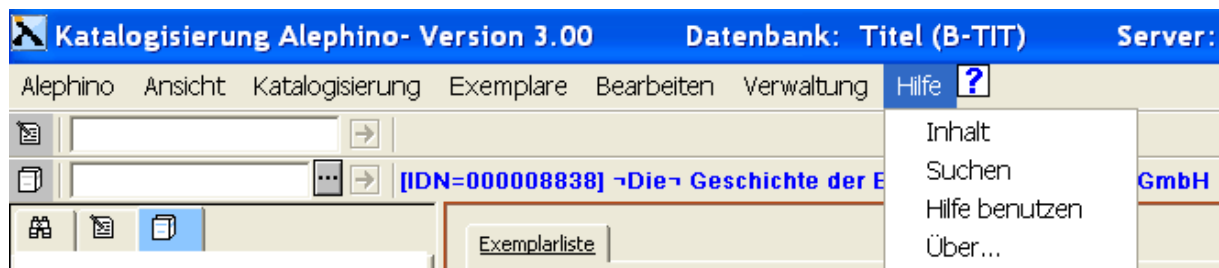 Katalogisierung Alephino- Version 3.00 Datenbank: Titel (B-TIT) Server:
Alephino Ansicht Katalogisierung Exemplare Bearbeiten Verwaltung Hilfe ?
Inhalt
...
[IDN=000008838] ¬Die¬ Geschichte der E GmbH
Suchen
Hilfe benutzen
Exemplarliste
Über...